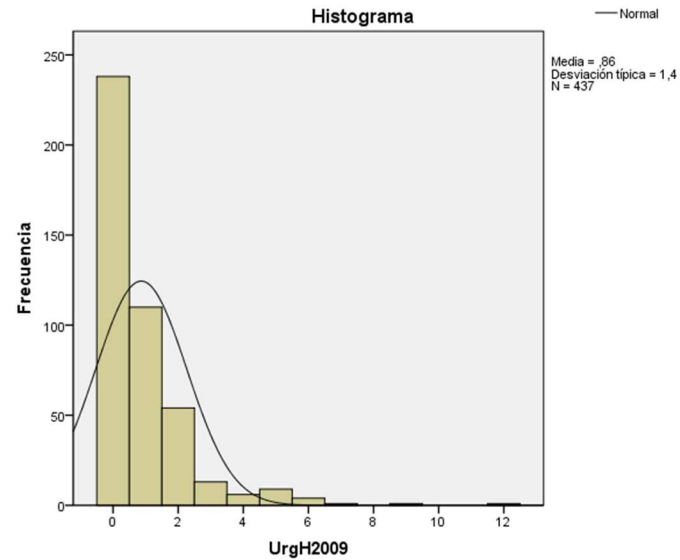 Histograma
Normal
Media = ,86
Desviación típica = 1,4
N = 437
Frecuencia
250
200
150
100
50
0
0 2 4 6 8 10 12
UrgH2009